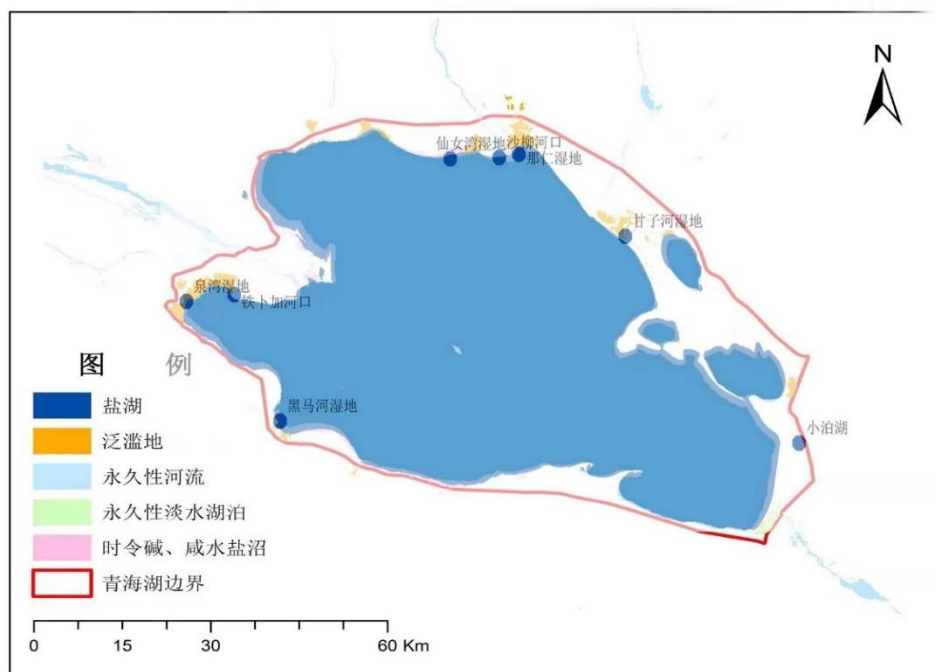 N
仙女湾湿地
沙柳河口
那仁湿地
甘子河湿地
泉湾湿地
铁卜加河口
黑马河湿地
小泊湖
图 例
盐湖
泛滥地
永久性河流
永久性淡水湖泊
时令碱、咸水盐沼
青海湖边界
0 15 30 60 Km